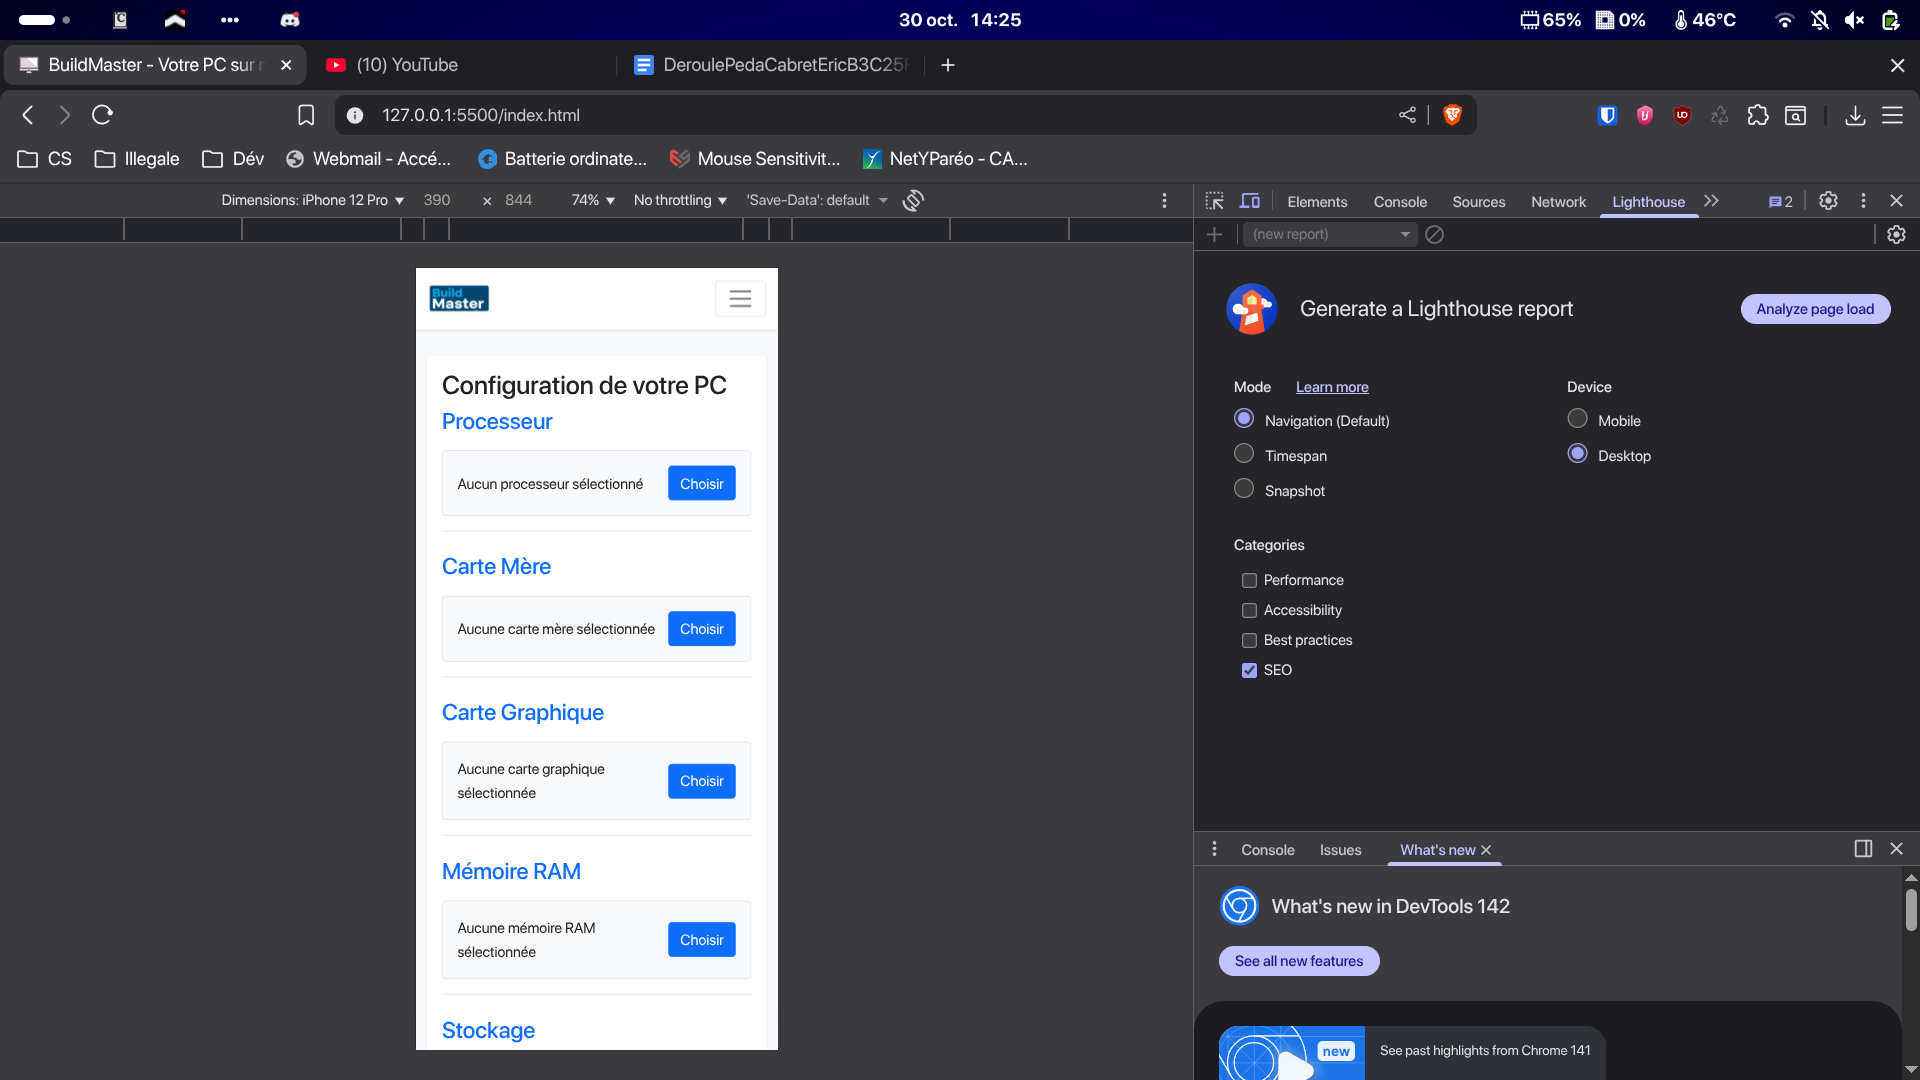 30 oct. 14:25
65% 0% 46°C
BuildMaster - Votre PC sur
(10) YouTube
DeroulePedaCabretEricB3C25
127.0.0.1:5500/index.html
CS
Illegale
Dév
Webmail - Accé...
Batterie ordinate...
Mouse Sensitivit...
NetYParéo - CA...
Dimensions: iPhone 12 Pro 390 × 844 74% No throttling 'Save-Data': default
Elements Console Sources Network Lighthouse 2
(new report)
Build
Master
Configuration de votre PC
Processeur
Aucun processeur sélectionné
Choisir
Carte Mère
Aucune carte mère sélectionnée
Choisir
Carte Graphique
Aucune carte graphique
sélectionnée
Choisir
Mémoire RAM
Aucune mémoire RAM
sélectionnée
Choisir
Stockage
Generate a Lighthouse report
Analyze page load
Mode Learn more
Navigation (Default)
Timespan
Snapshot
Device
Mobile
Desktop
Categories
Performance
Accessibility
Best practices
SEO
Console Issues What's new
What's new in DevTools 142
See all new features
new
See past highlights from Chrome 141